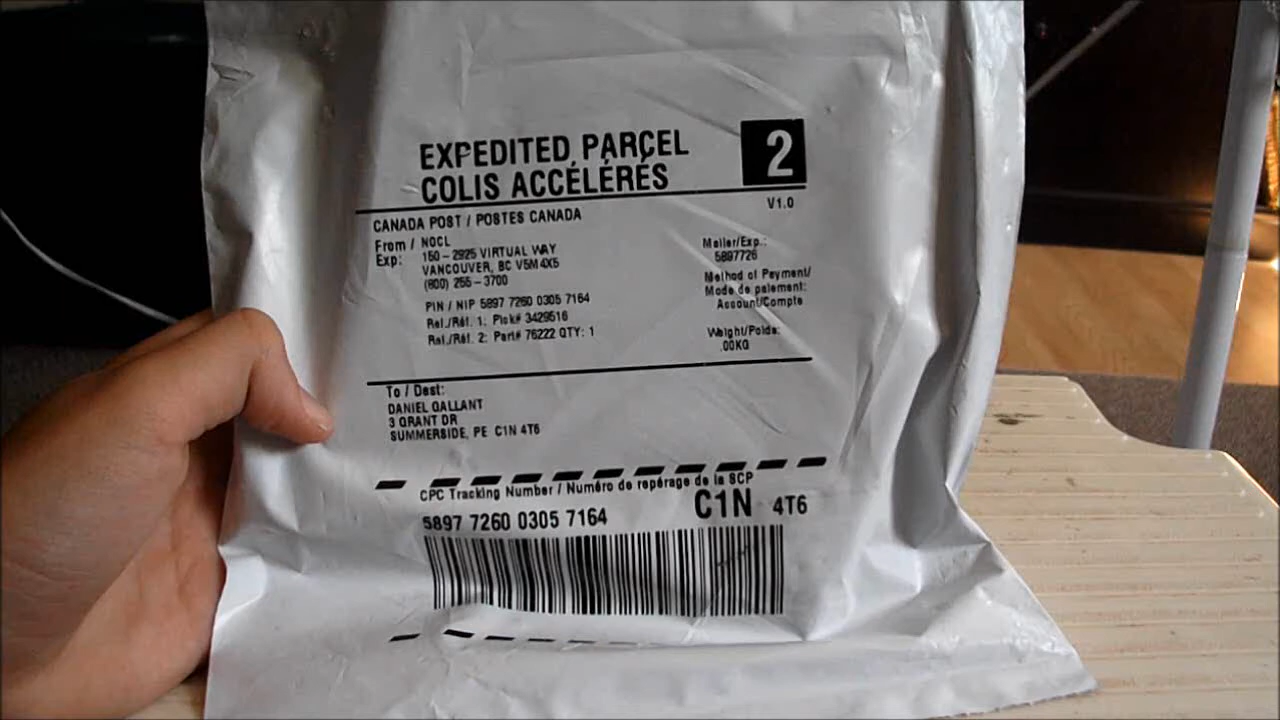 EXPEDITED PARCEL
COLIS ACCÉLÉRÉS
2
V1.0
CANADA POST / POSTES CANADA
From / NOCL
Exp: 150 - 2925 VIRTUAL WAY
VANCOUVER, BC V5M 4X5
(800) 255 - 3700
PIN / NIP 5897 7260 0305 7164
Rel./Réf. 1: Pick# 3429516
Rel./Réf. 2: Part# 76222 QTY: 1
Mailer/Exp.:
5897726
Method of Payment/
Mode de paiement:
Account/Compte
Weight/Poids:
.00KG
To / Dest:
DANIEL GALLANT
3 GRANT DR
SUMMERSIDE, PE C1N 4T6
CPC Tracking Number / Numéro de repérage de la SCP
5897 7260 0305 7164
C1N 4T6